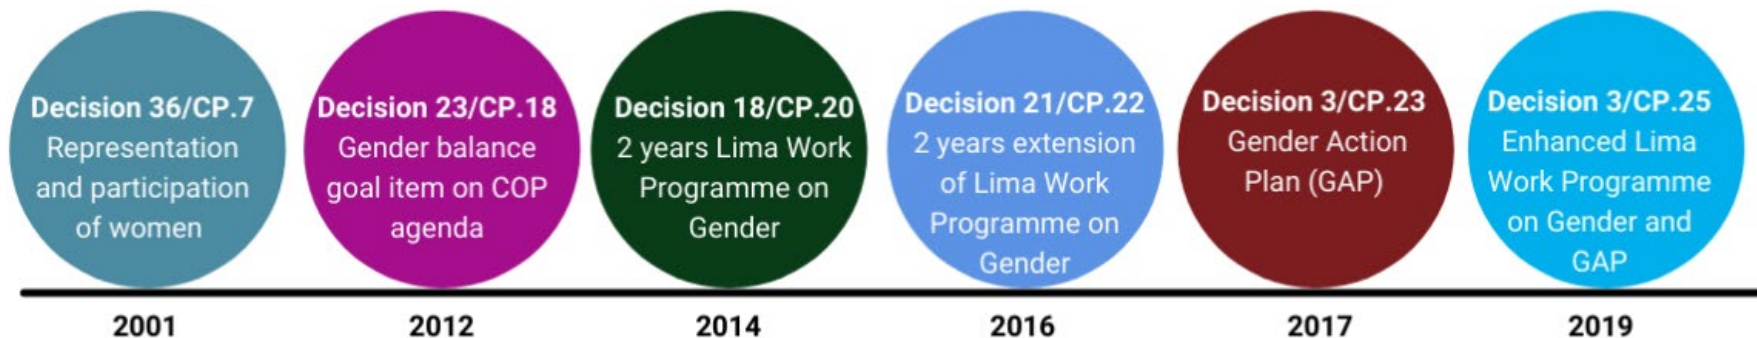 Decision 36/CP.7
Representation
and participation
of women
Decision 23/CP.18
Gender balance
goal item on COP
agenda
Decision 18/CP.20
2 years Lima Work
Programme on
Gender
Decision 21/CP.22
2 years extension
of Lima Work
Programme on
Gender
Decision 3/CP.23
Gender Action
Plan (GAP)
Decision 3/CP.25
Enhanced Lima
Work Programme
on Gender and
GAP
2001
2012
2014
2016
2017
2019